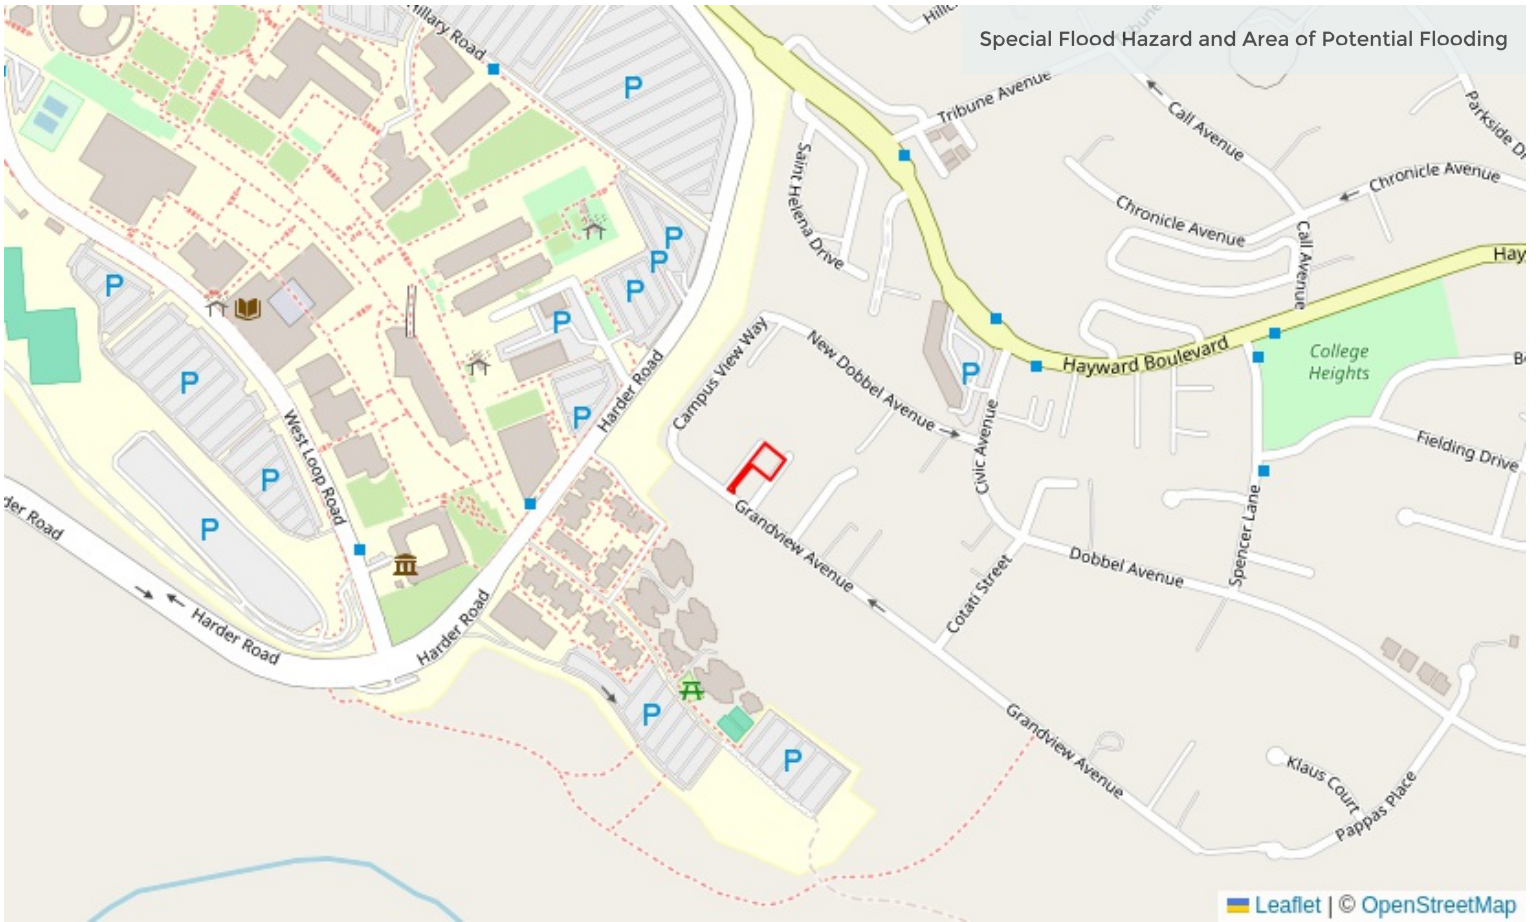 Hillary Road
Special Flood Hazard and Area of Potential Flooding
P
Tribune Avenue
Call Avenue
Parkside Dr
Saint Helena Drive
Chronicle Avenue
Chronicle Avenue
Call Avenue
P
P
P
P
P
Hay
New Dobbel Avenue
Campus View Way
Hayward Boulevard
College
Heights
P
P
Harder Road
P
Civic Avenue
West Loop Road
Fielding Drive
P
P
Grandview Avenue
Spencer Lane
der Road
Dobbel Avenue
Cotati Street
Harder Road
Harder Road
P
Grandview Avenue
P
Klaus Court
Pappas Place
Leaflet | © OpenStreetMap